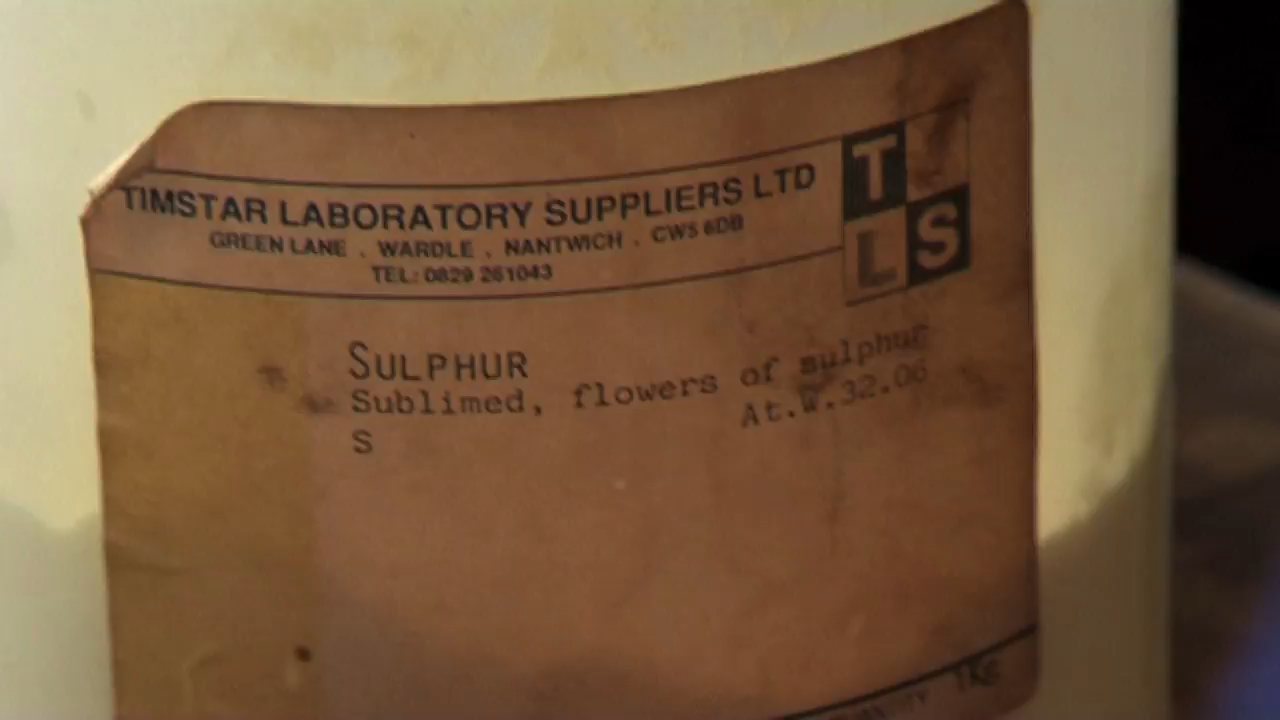 TIMSTAR LABORATORY SUPPLIERS LTD
GREEN LANE . WARDLE . NANTWICH . CW5 6DB
TEL: 0829 261043
T
L S
SULPHUR
Sublimed, flowers of sulphur
S At.W.32.06
1KG